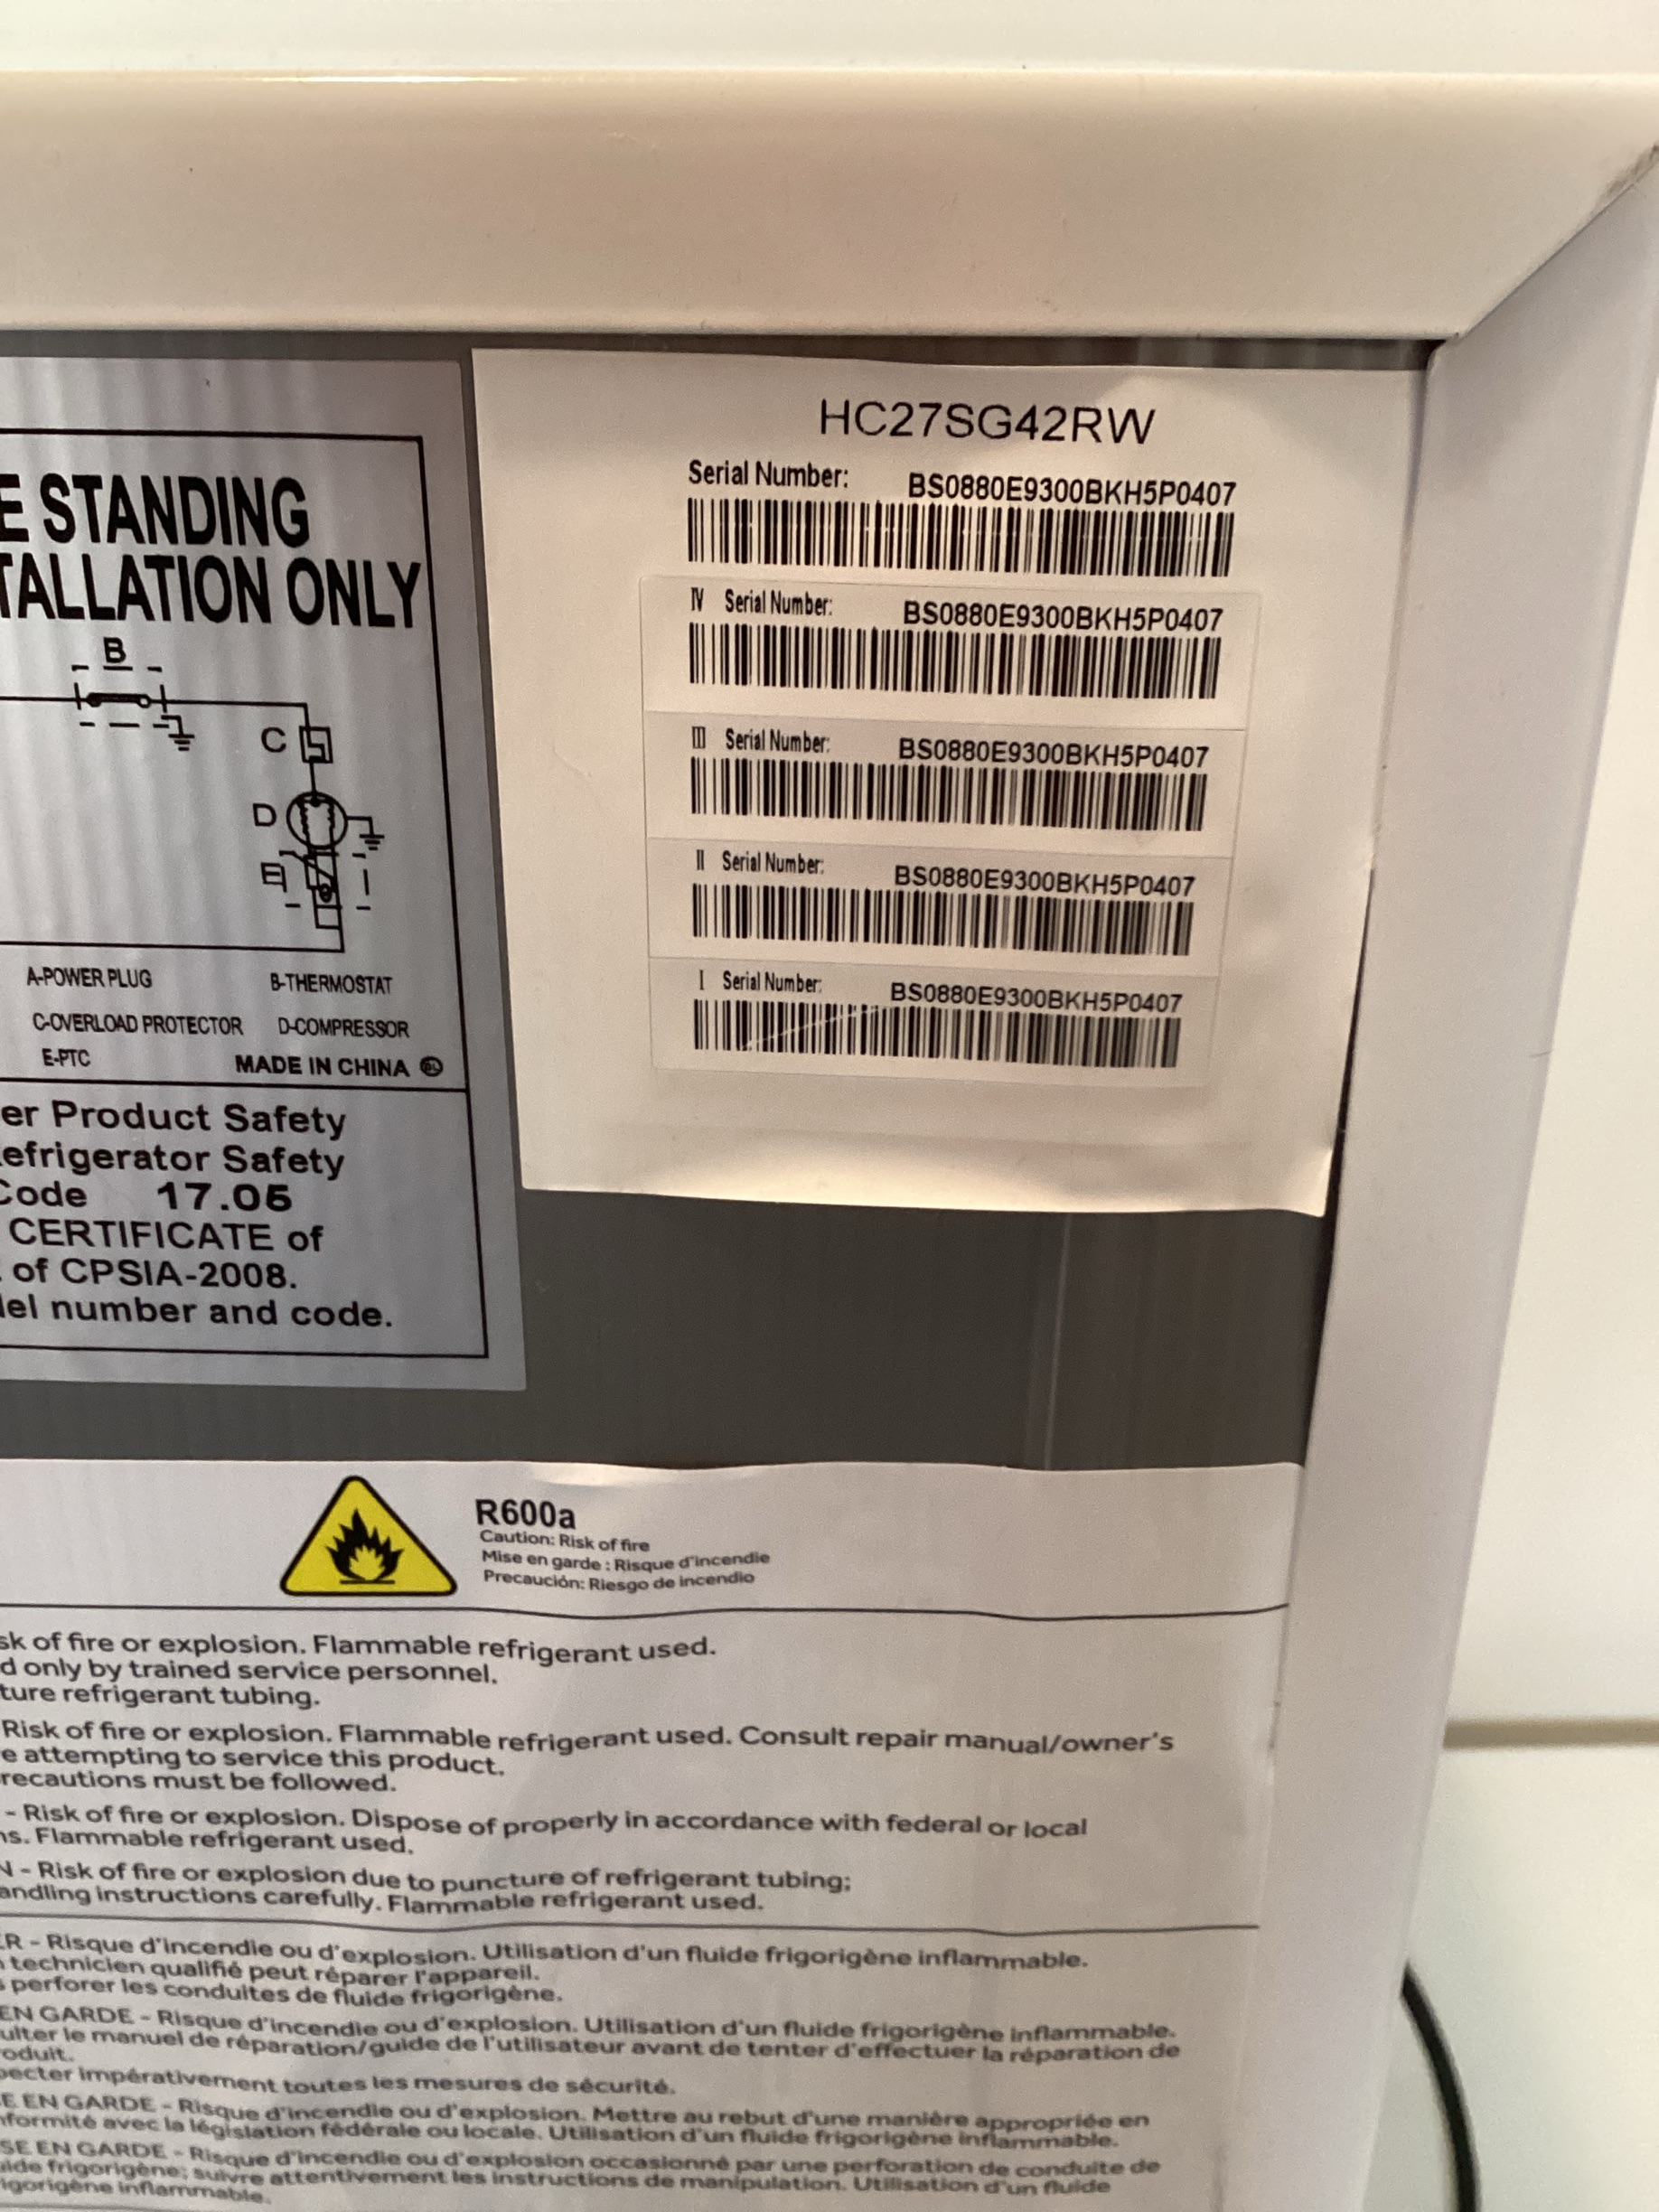 E STANDING
TALLATION ONLY
B
C
D
E
A-POWER PLUG B-THERMOSTAT
C-OVERLOAD PROTECTOR D-COMPRESSOR
E-PTC MADE IN CHINA
er Product Safety
efrigerator Safety
Code 17.05
CERTIFICATE of
of CPSIA-2008.
del number and code.
HC27SG42RW
Serial Number: BS0880E9300BKH5P0407
IV Serial Number: BS0880E9300BKH5P0407
III Serial Number: BS0880E9300BKH5P0407
II Serial Number: BS0880E9300BKH5P0407
I Serial Number: BS0880E9300BKH5P0407
R600a
Caution: Risk of fire
Mise en garde : Risque d'incendie
Precaución: Riesgo de incendio
sk of fire or explosion. Flammable refrigerant used.
d only by trained service personnel.
ture refrigerant tubing.
Risk of fire or explosion. Flammable refrigerant used. Consult repair manual/owner's
e attempting to service this product.
recautions must be followed.
- Risk of fire or explosion. Dispose of properly in accordance with federal or local
ns. Flammable refrigerant used.
N - Risk of fire or explosion due to puncture of refrigerant tubing;
andling instructions carefully. Flammable refrigerant used.
ER - Risque d'incendie ou d'explosion. Utilisation d'un fluide frigorigène inflammable.
technicien qualifié peut réparer l'appareil.
s perforer les conduites de fluide frigorigène.
EN GARDE - Risque d'incendie ou d'explosion. Utilisation d'un fluide frigorigène inflammable.
ulter le manuel de réparation/guide de l'utilisateur avant de tenter d'effectuer la réparation de
oduit.
pecter impérativement toutes les mesures de sécurité.
E EN GARDE - Risque d'incendie ou d'explosion. Mettre au rebut d'une manière appropriée en
nformité avec la législation fédérale ou locale. Utilisation d'un fluide frigorigène inflammable.
SE EN GARDE - Risque d'incendie ou d'explosion occasionné par une perforation de conduite de
uide frigorigène; suivre attentivement les instructions de manipulation. Utilisation d'un fluide
igorigène inflammable.